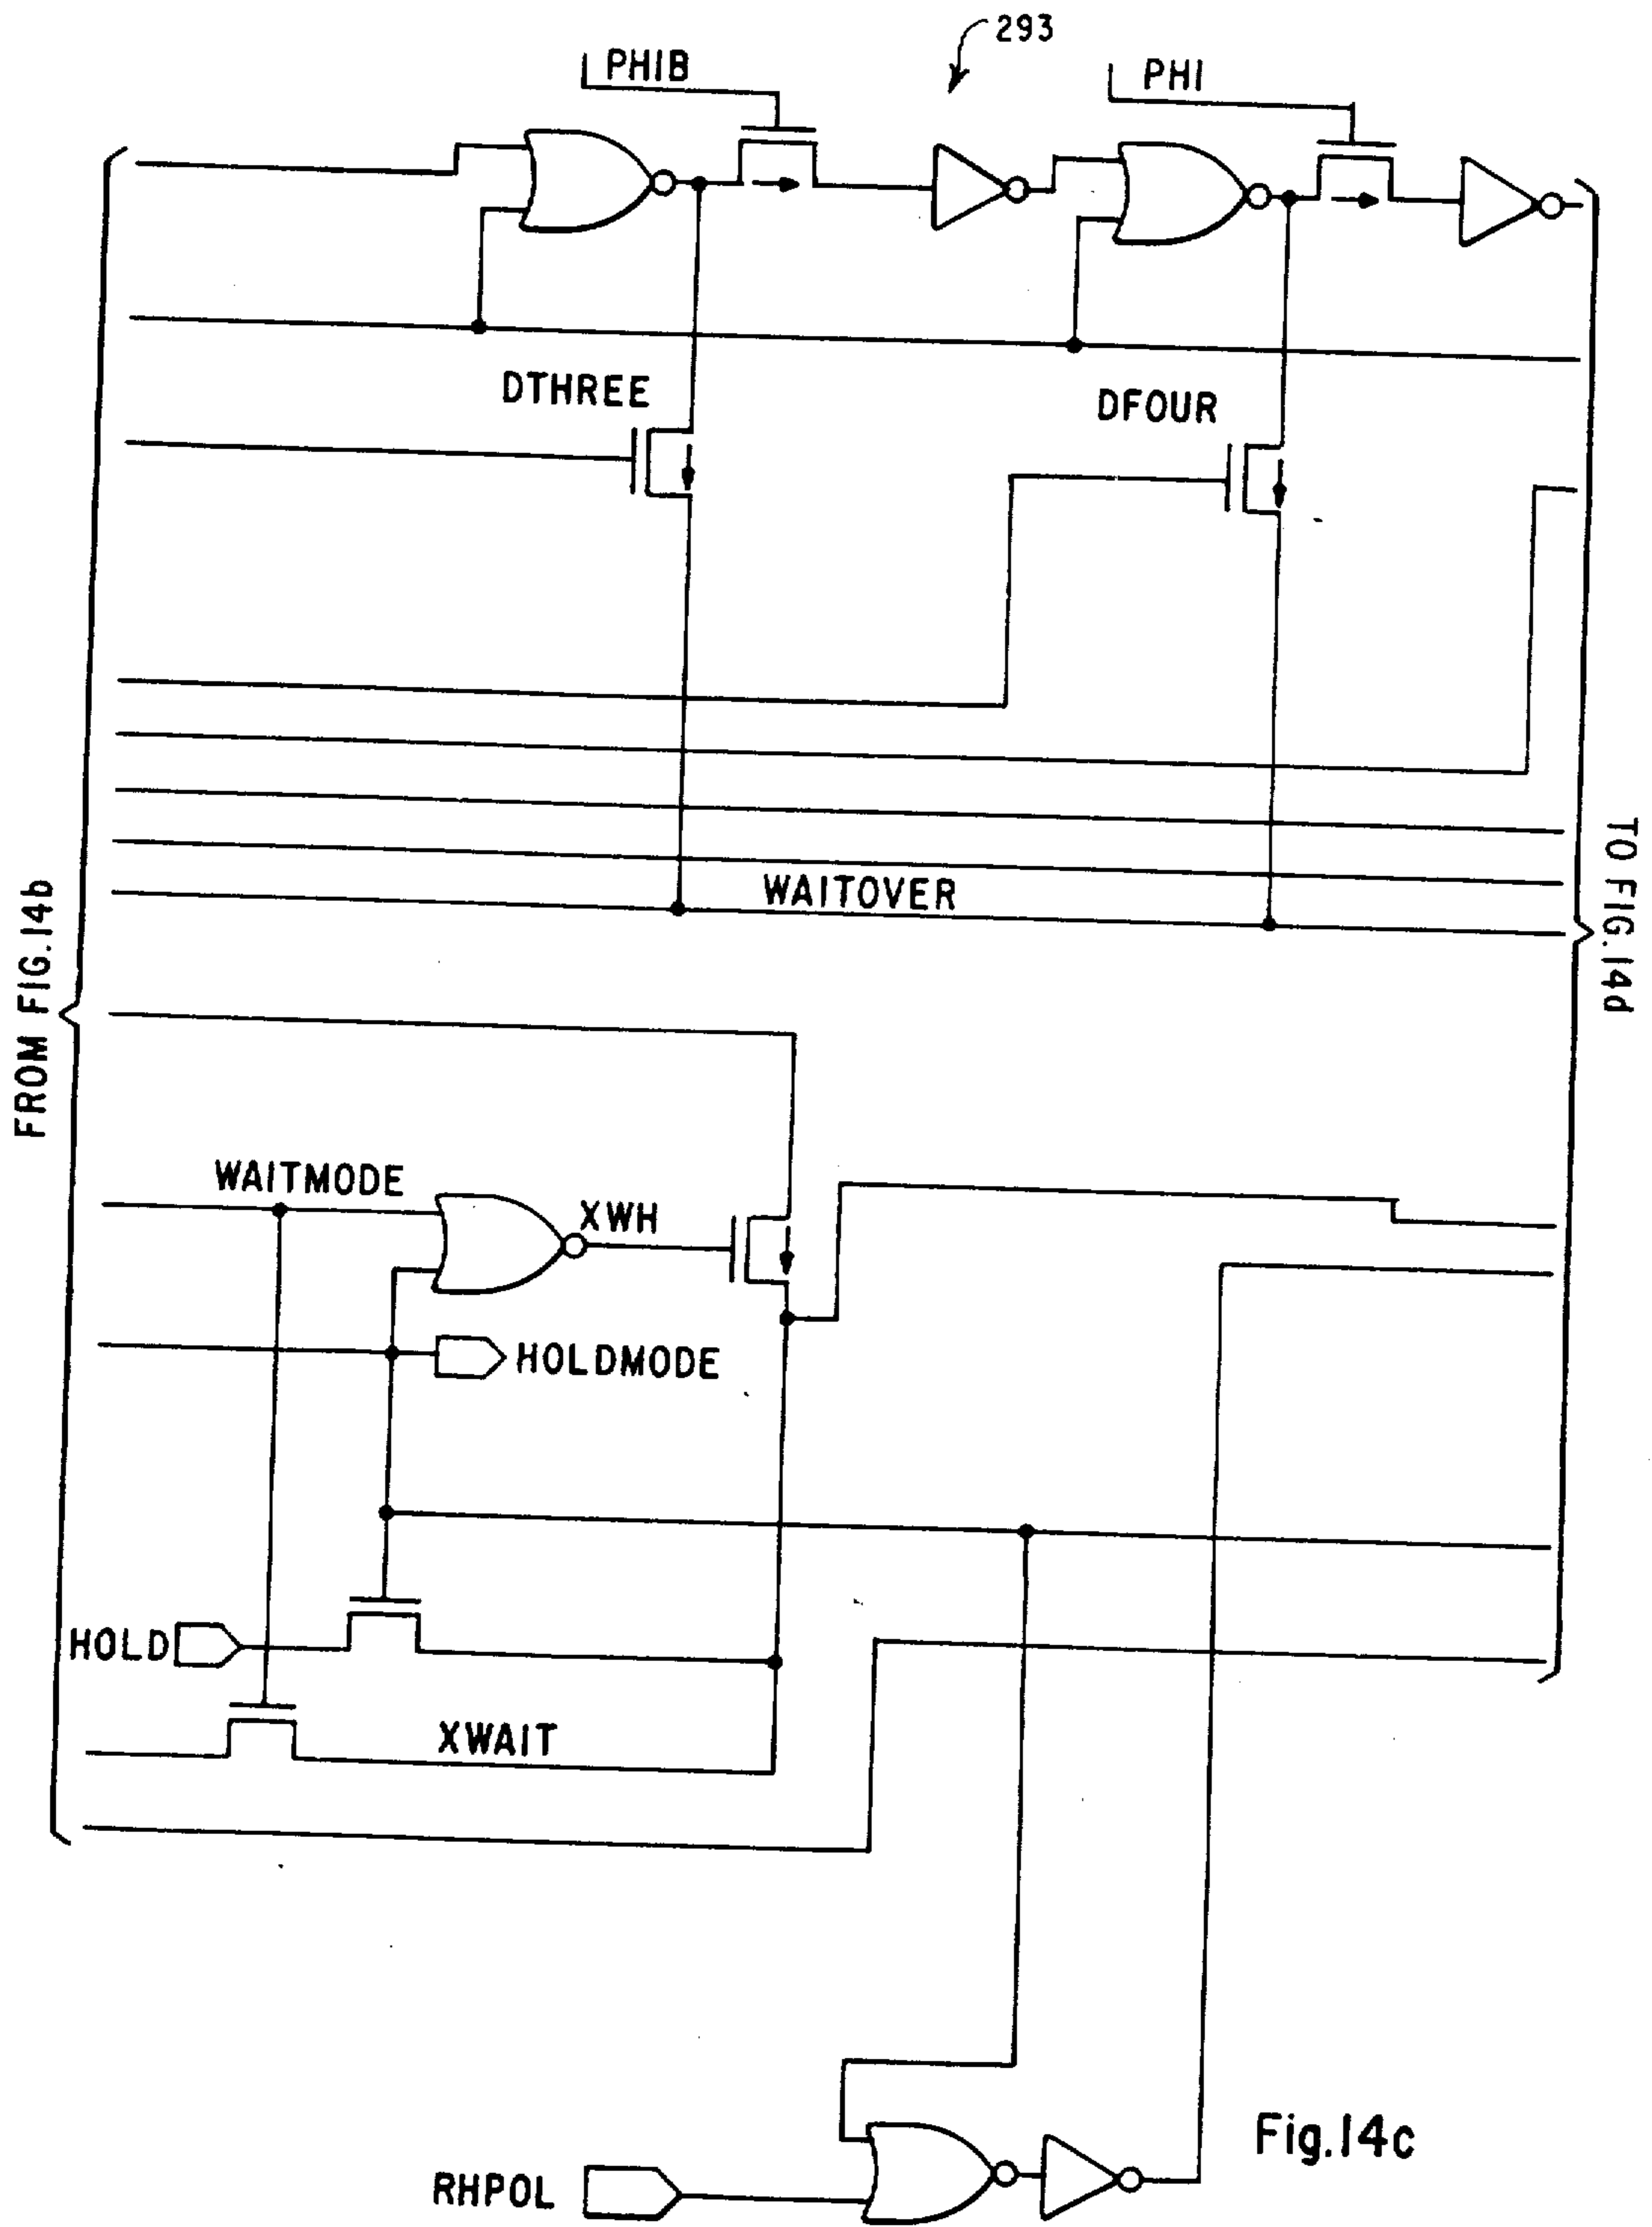 293
PHIB
PHI
DTHREE
DFOUR
WAITOVER
FROM FIG.14b
TO FIG.14d
WAITMODE
XWH
HOLDMODE
HOLD
XWAIT
RHPOL
Fig.14c